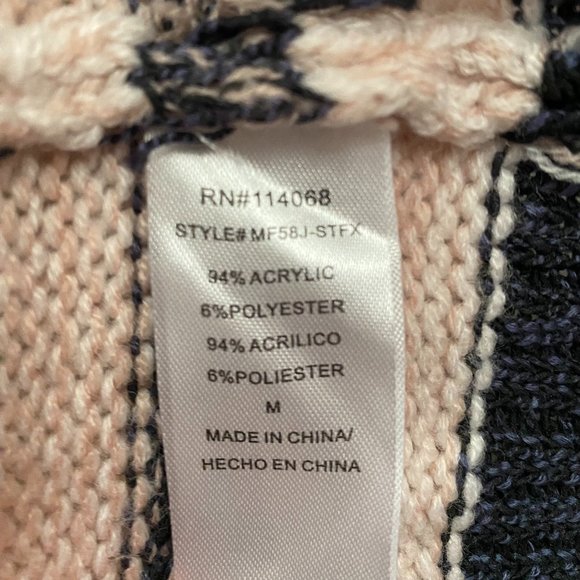 RN#114068
STYLE# MF58J-STFX
94% ACRYLIC
6%POLYESTER
94% ACRILICO
6%POLIESTER
M
MADE IN CHINA/
HECHO EN CHINA